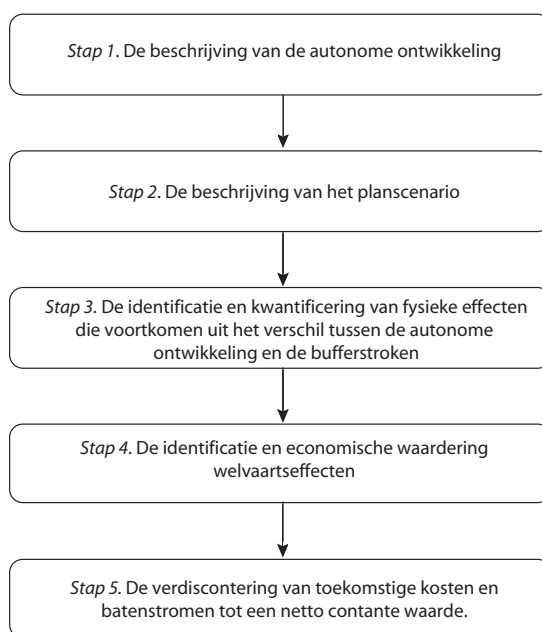 Stap 1. De beschrijving van de autonome ontwikkeling
Stap 2. De beschrijving van het planscenario
Stap 3. De identificatie en kwantificering van fysieke effecten
die voortkomen uit het verschil tussen de autonome
ontwikkeling en de bufferstroken
Stap 4. De identificatie en economische waardering
welvaartseffecten
Stap 5. De verdiscontering van toekomstige kosten en
batenstromen tot een netto contante waarde.